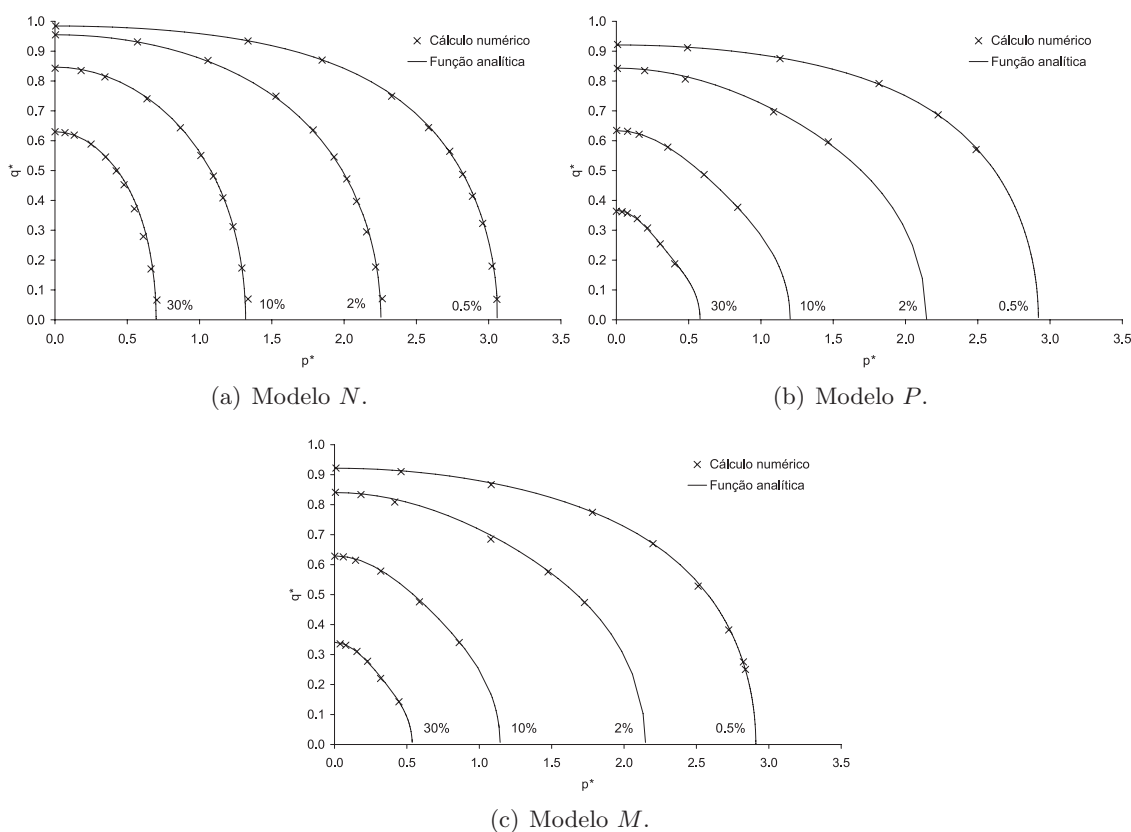 1.0
0.9
0.8
0.7
0.6
0.5
0.4
0.3
0.2
0.1
0.0
q*
× Cálculo numérico
— Função analítica
30% 10% 2% 0.5%
0.0 0.5 1.0 1.5 2.0 2.5 3.0 3.5
p*
(a) Modelo N.
1.0
0.9
0.8
0.7
0.6
0.5
0.4
0.3
0.2
0.1
0.0
q*
× Cálculo numérico
— Função analítica
30% 10% 2% 0.5%
0.0 0.5 1.0 1.5 2.0 2.5 3.0 3.5
p*
(b) Modelo P.
1.0
0.9
0.8
0.7
0.6
0.5
0.4
0.3
0.2
0.1
0.0
q*
× Cálculo numérico
— Função analítica
30% 10% 2% 0.5%
0.0 0.5 1.0 1.5 2.0 2.5 3.0 3.5
p*
(c) Modelo M.